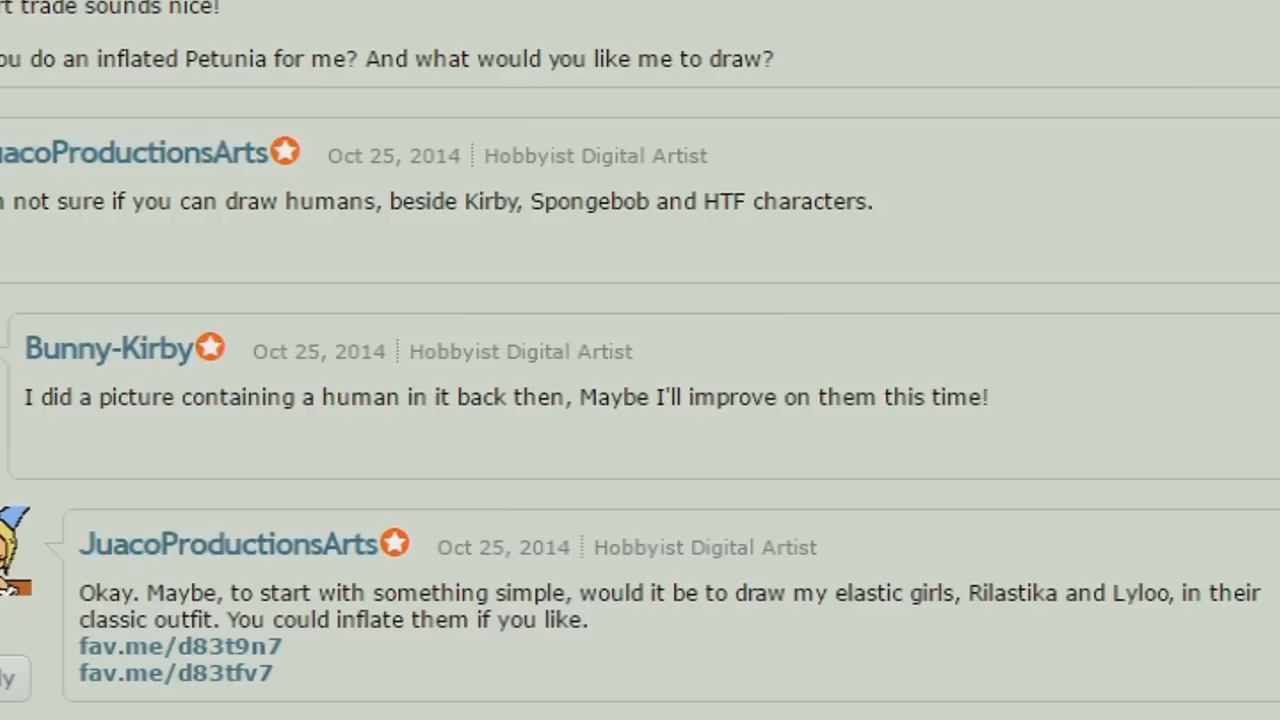 rt trade sounds nice!
ou do an inflated Petunia for me? And what would you like me to draw?
uacoProductionsArts Oct 25, 2014 Hobbyist Digital Artist
not sure if you can draw humans, beside Kirby, Spongebob and HTF characters.
Bunny-Kirby Oct 25, 2014 Hobbyist Digital Artist
I did a picture containing a human in it back then, Maybe I'll improve on them this time!
JuacoProductionsArts Oct 25, 2014 Hobbyist Digital Artist
Okay. Maybe, to start with something simple, would it be to draw my elastic girls, Rilastika and Lyloo, in their
classic outfit. You could inflate them if you like.
fav.me/d83t9n7
fav.me/d83tfv7
ly